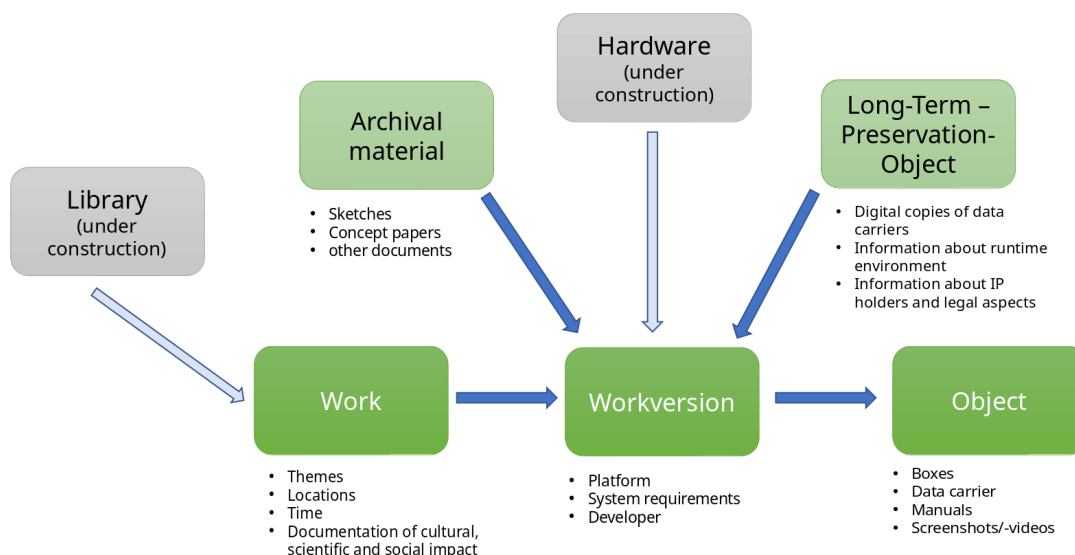 Hardware
(under
construction)
Archival
material
Long-Term –
Preservation-
Object
Library
(under
construction)
• Sketches
• Concept papers
• other documents
• Digital copies of data
carriers
• Information about runtime
environment
• Information about IP
holders and legal aspects
Work
Workversion
Object
• Themes
• Locations
• Time
• Documentation of cultural,
scientific and social impact
• Platform
• System requirements
• Developer
• Boxes
• Data carrier
• Manuals
• Screenshots/-videos